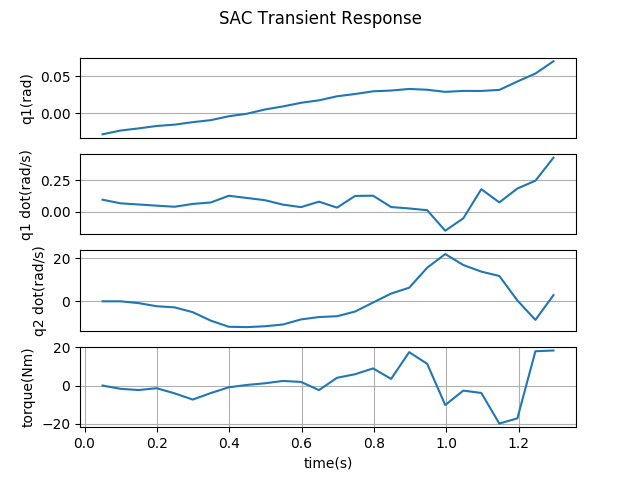 SAC Transient Response
q1(rad)
0.05
0.00
q1 dot(rad/s)
0.25
0.00
q2 dot(rad/s)
20
0
torque(Nm)
20
0
−20
0.0 0.2 0.4 0.6 0.8 1.0 1.2
time(s)